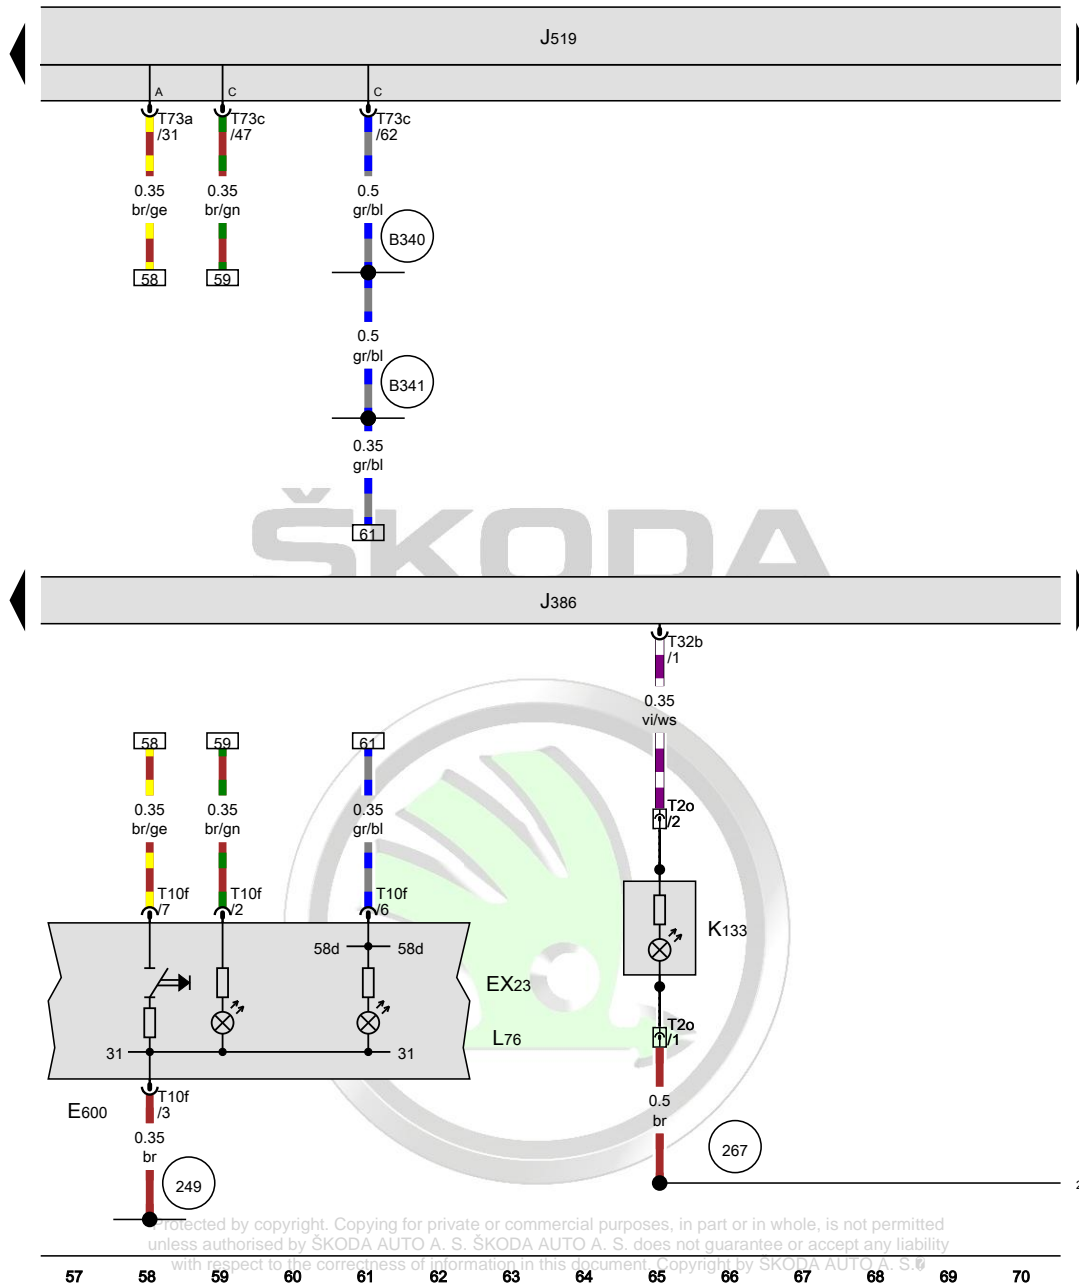 J519
A C C
T73a T73c T73c
/31 /47 /62
0.35 0.35 0.5
br/ge br/gn gr/bl
B340
58 59
0.5
gr/bl
B341
0.35
gr/bl
61
ŠKODA
J386
T32b
/1
0.35
vi/ws
58 59 61
T2o
/2
0.35 0.35 0.35
br/ge br/gn gr/bl
T10f T10f T10f
/7 /2 /6
K133
58d 58d
EX23
L76
T2o
/1
31 31
E600
T10f
/3
0.5
br
0.35
br
267
249
2
Protected by copyright. Copying for private or commercial purposes, in part or in whole, is not permitted
unless authorised by ŠKODA AUTO A. S. ŠKODA AUTO A. S. does not guarantee or accept any liability
with respect to the correctness of information in this document. Copyright by ŠKODA AUTO A. S.
57 58 59 60 61 62 63 64 65 66 67 68 69 70